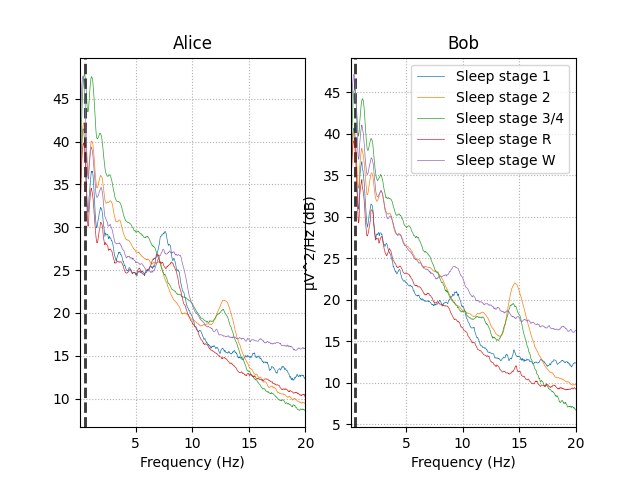 Alice
45
40
35
30
25
20
15
10
5 10 15 20
Frequency (Hz)
Bob
µV^2/Hz (dB)
45
40
35
30
25
20
15
10
5
5 10 15 20
Frequency (Hz)
Sleep stage 1
Sleep stage 2
Sleep stage 3/4
Sleep stage R
Sleep stage W